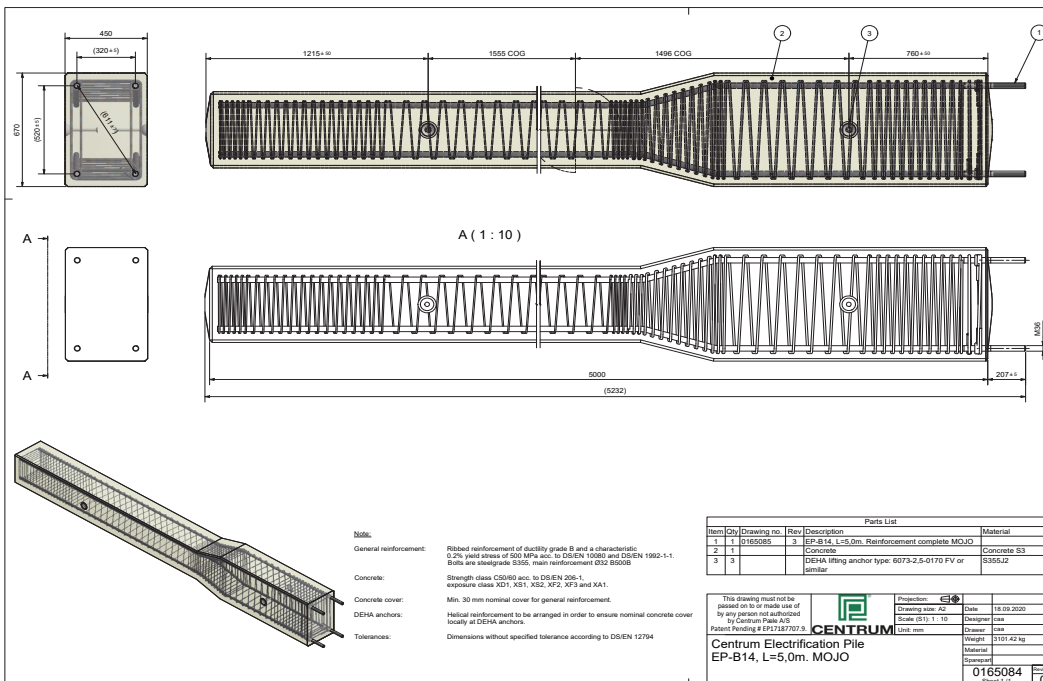 450
(320±5)
670
(520±5)
(611±7)
1215±50
1555 COG
1496 COG
760±50
2
3
1
A
A
A ( 1 : 10 )
M36
5000
207±5
(5232)
Note:
General reinforcement: Ribbed reinforcement of ductility grade B and a characteristic
0.2% yield stress of 500 MPa acc. to DS/EN 10080 and DS/EN 1992-1-1.
Bolts are steelgrade S355, main reinforcement Ø32 B500B
Concrete: Strength class C50/60 acc. to DS/EN 206-1,
exposure class XD1, XS1, XS2, XF2, XF3 and XA1.
Concrete cover: Min. 30 mm nominal cover for general reinforcement.
DEHA anchors: Helical reinforcement to be arranged in order to ensure nominal concrete cover
locally at DEHA anchors.
Tolerances: Dimensions without specified tolerance according to DS/EN 12794
Parts List
Item Qty Drawing no. Rev Description Material
1 1 0165085 3 EP-B14, L=5,0m. Reinforcement complete MOJO
2 1 Concrete Concrete S3
3 3 DEHA lifting anchor type: 6073-2,5-0170 FV or
similar S355J2
This drawing must not be
passed on to or made use of
by any person not authorized
by Centrum Pæle A/S
Patent Pending # EP17187707.9.
CENTRUM
Projection:
Drawing size: A2 Date 18.09.2020
Scale (S1): 1 : 10 Designer caa
Unit: mm Drawer caa
Weight 3101.42 kg
Material
Sparepart
Centrum Electrification Pile
EP-B14, L=5,0m. MOJO
0165084
Sheet 1 /1